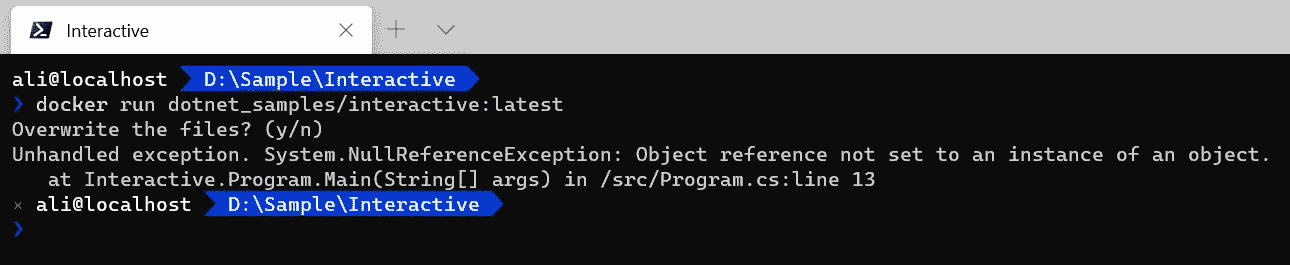 Interactive
ali@localhost D:\Sample\Interactive
❯ docker run dotnet_samples/interactive:latest
Overwrite the files? (y/n)
Unhandled exception. System.NullReferenceException: Object reference not set to an instance of an object.
   at Interactive.Program.Main(String[] args) in /src/Program.cs:line 13
× ali@localhost D:\Sample\Interactive
❯